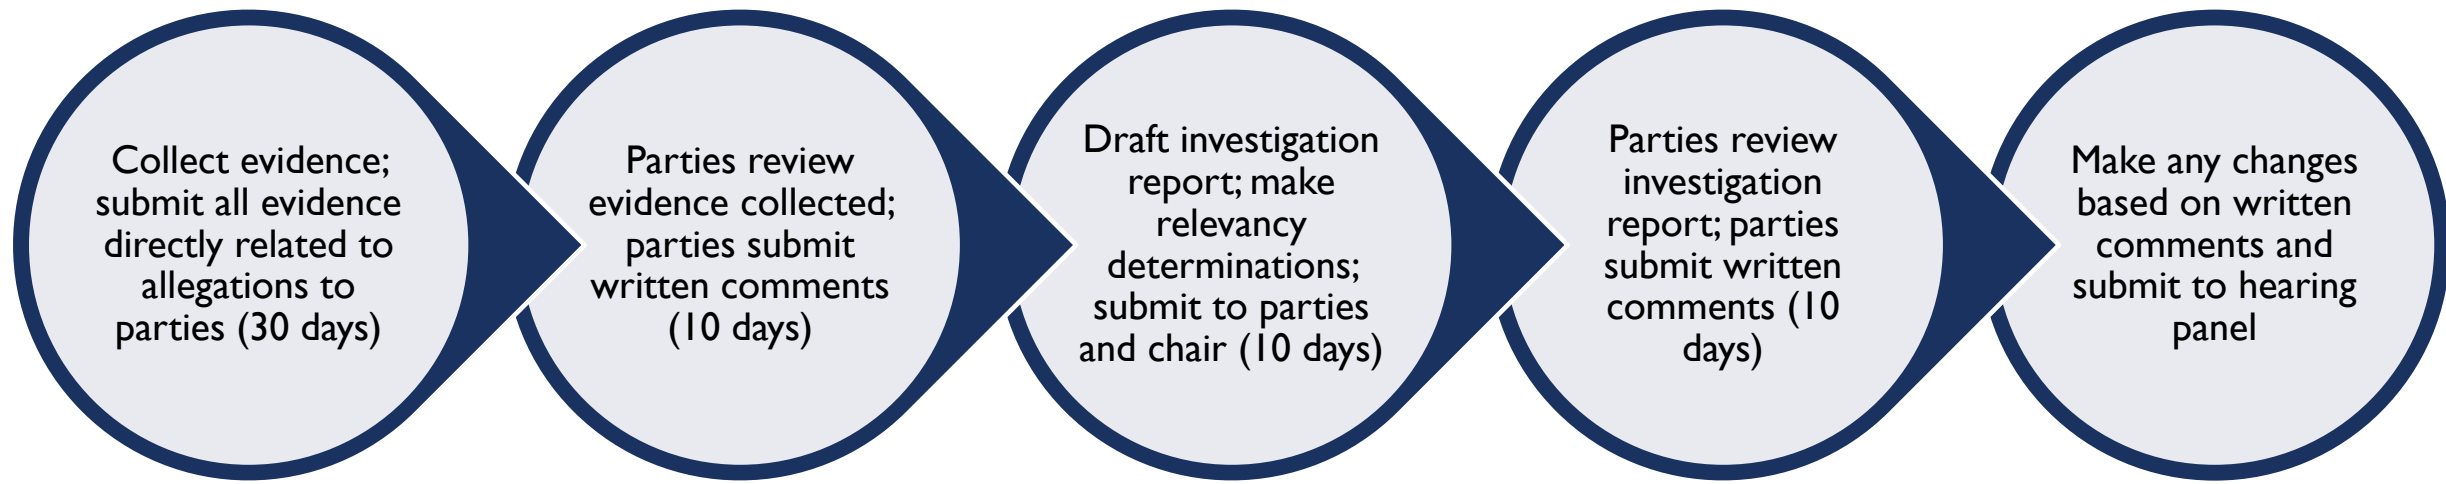 Collect evidence;
submit all evidence
directly related to
allegations to
parties (30 days)
Parties review
evidence collected;
parties submit
written comments
(10 days)
Draft investigation
report; make
relevancy
determinations;
submit to parties
and chair (10 days)
Parties review
investigation
report; parties
submit written
comments (10
days)
Make any changes
based on written
comments and
submit to hearing
panel